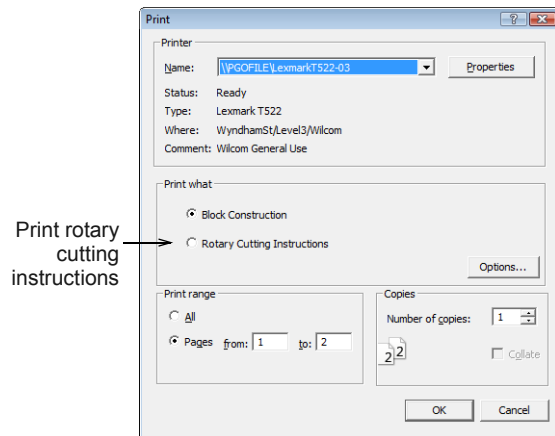 Print
Printer
Name: \\PGOFILE\LexmarkT522-03 Properties
Status: Ready
Type: Lexmark T522
Where: WyndhamSt/Level3/Wilcom
Comment: Wilcom General Use
Print what
Block Construction
Print rotary
cutting
instructions
Rotary Cutting Instructions
Options...
Print range
All
Pages from: 1 to: 2
Copies
Number of copies: 1
2 2
Collate
OK Cancel